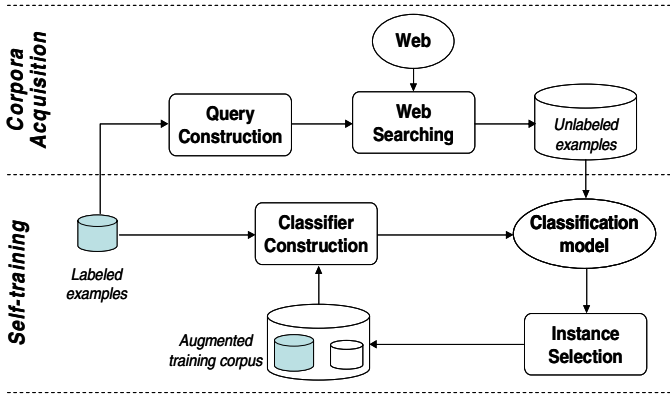 Corpora
Acquisition
Web
Query
Construction
Web
Searching
Unlabeled
examples
Self-training
Labeled
examples
Classifier
Construction
Classification
model
Augmented
training corpus
Instance
Selection